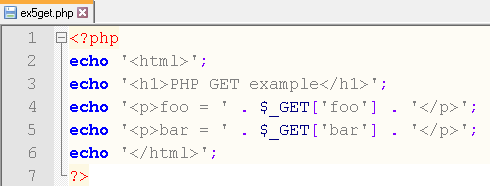 ex5get.php
1 <?php
2 echo '<html>';
3 echo '<h1>PHP GET example</h1>';
4 echo '<p>foo = ' . $_GET['foo'] . '</p>';
5 echo '<p>bar = ' . $_GET['bar'] . '</p>';
6 echo '</html>';
7 ?>